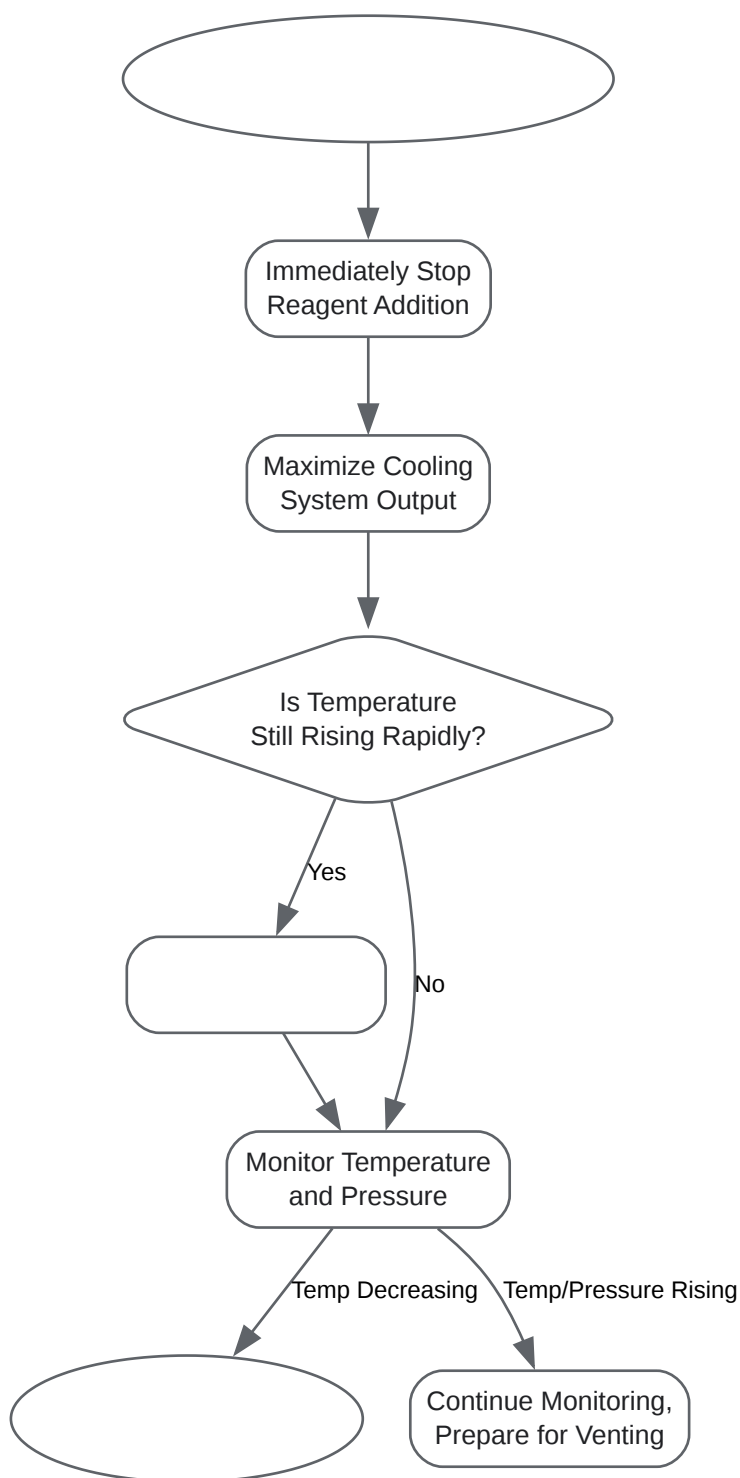 Immediately Stop
Reagent Addition
Maximize Cooling
System Output
Is Temperature
Still Rising Rapidly?
Yes
No
Monitor Temperature
and Pressure
Temp Decreasing
Temp/Pressure Rising
Continue Monitoring,
Prepare for Venting